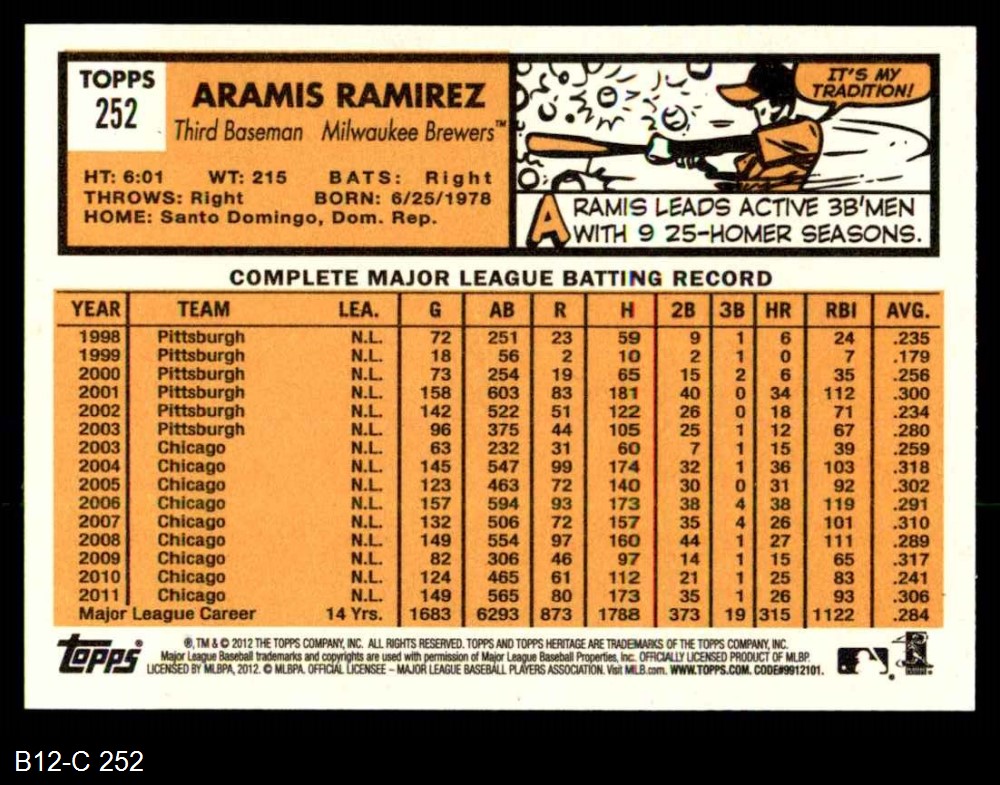 TOPPS
252
ARAMIS RAMIREZ
Third Baseman Milwaukee Brewers™
HT: 6:01 WT: 215 BATS: Right
THROWS: Right BORN: 6/25/1978
HOME: Santo Domingo, Dom. Rep.
IT'S MY
TRADITION!
ARAMIS LEADS ACTIVE 3B'MEN
WITH 9 25-HOMER SEASONS.
COMPLETE MAJOR LEAGUE BATTING RECORD
YEAR TEAM LEA. G AB R H 2B 3B HR RBI AVG.
1998 Pittsburgh N.L. 72 251 23 59 9 1 6 24 .235
1999 Pittsburgh N.L. 18 56 2 10 2 1 0 7 .179
2000 Pittsburgh N.L. 73 254 19 65 15 2 6 35 .256
2001 Pittsburgh N.L. 158 603 83 181 40 0 34 112 .300
2002 Pittsburgh N.L. 142 522 51 122 26 0 18 71 .234
2003 Pittsburgh N.L. 96 375 44 105 25 1 12 67 .280
2003 Chicago N.L. 63 232 31 60 7 1 15 39 .259
2004 Chicago N.L. 145 547 99 174 32 1 36 103 .318
2005 Chicago N.L. 123 463 72 140 30 0 31 92 .302
2006 Chicago N.L. 157 594 93 173 38 4 38 119 .291
2007 Chicago N.L. 132 506 72 157 35 4 26 101 .310
2008 Chicago N.L. 149 554 97 160 44 1 27 111 .289
2009 Chicago N.L. 82 306 46 97 14 1 15 65 .317
2010 Chicago N.L. 124 465 61 112 21 1 25 83 .241
2011 Chicago N.L. 149 565 80 173 35 1 26 93 .306
Major League Career 14 Yrs. 1683 6293 873 1788 373 19 315 1122 .284
Topps®
®, TM & © 2012 THE TOPPS COMPANY, INC. ALL RIGHTS RESERVED. TOPPS AND TOPPS HERITAGE ARE TRADEMARKS OF THE TOPPS COMPANY, INC.
Major League Baseball trademarks and copyrights are used with permission of Major League Baseball Properties, Inc. OFFICIALLY LICENSED PRODUCT OF MLBP.
LICENSED BY MLBPA, 2012. © MLBPA. OFFICIAL LICENSEE – MAJOR LEAGUE BASEBALL PLAYERS ASSOCIATION. Visit MLB.com. WWW.TOPPS.COM. CODE#9912101.
B12-C 252